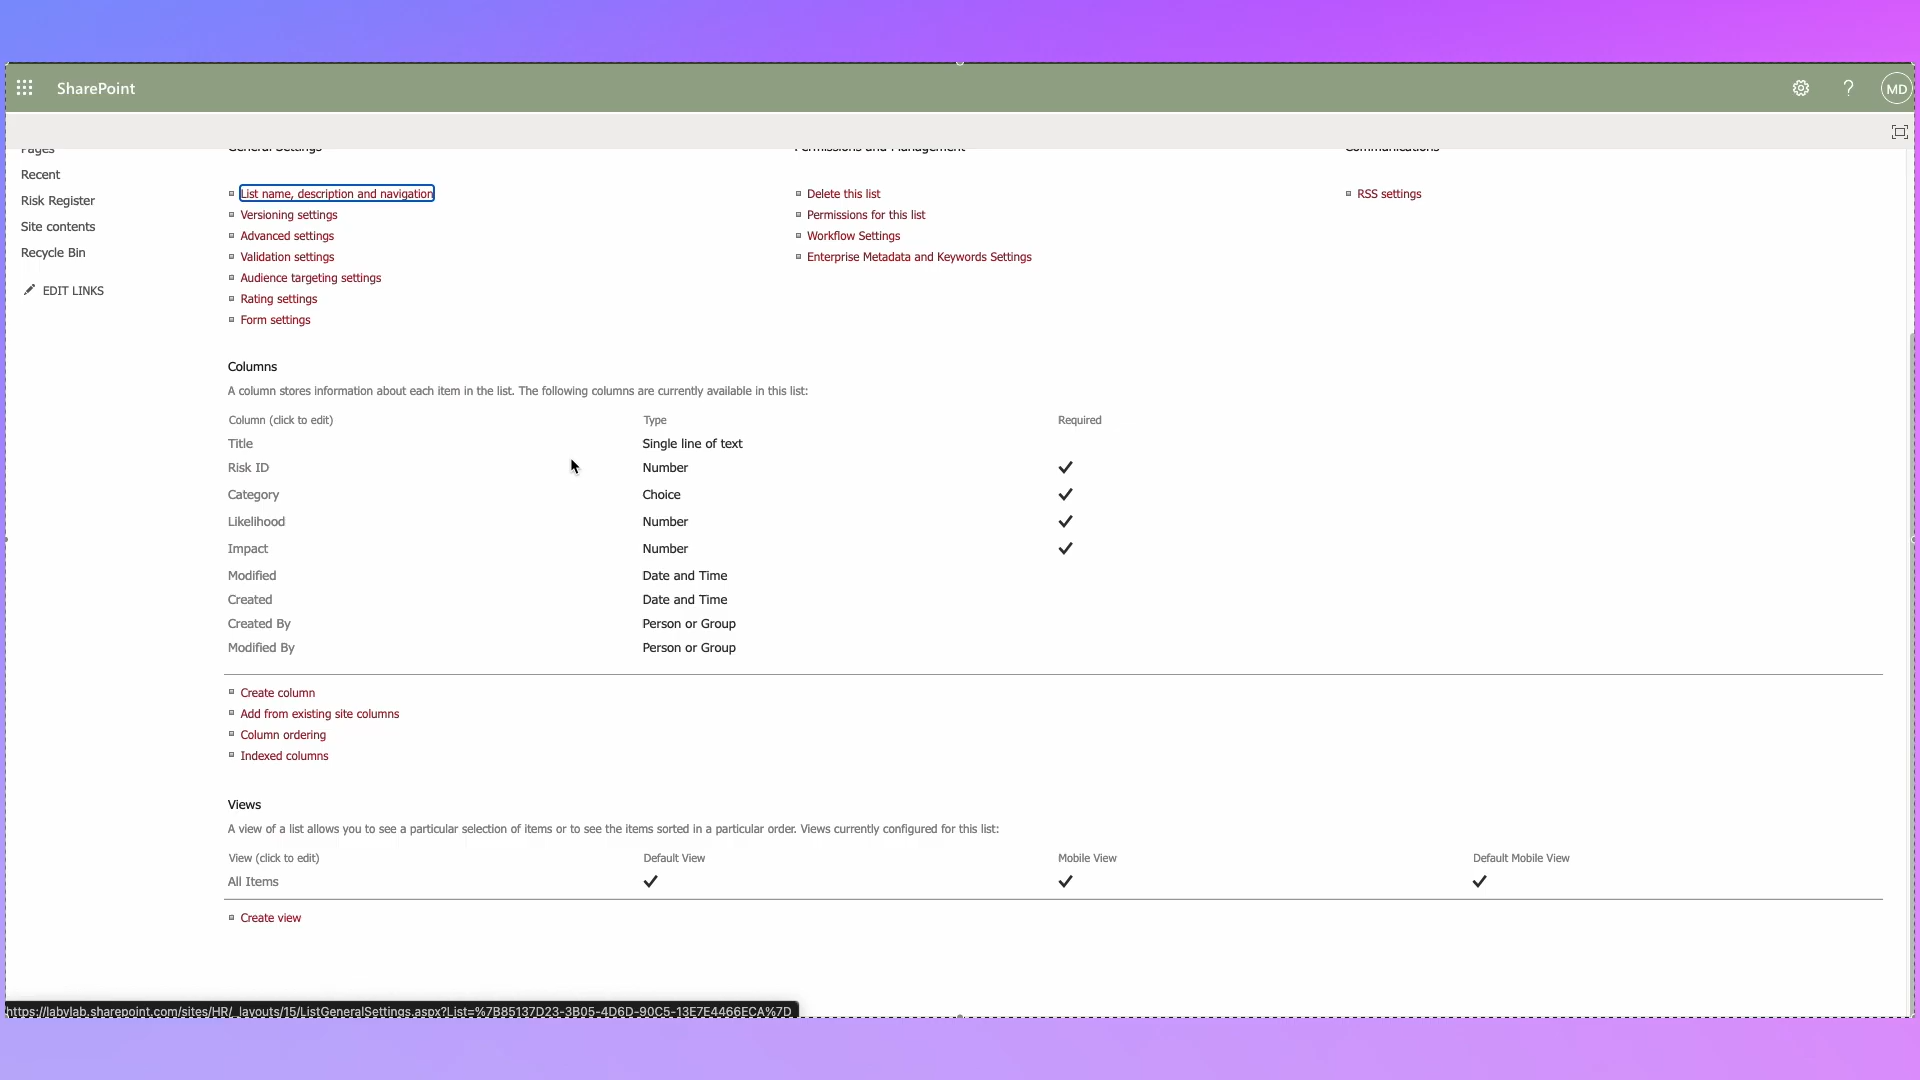 SharePoint
?
MD
Pages
Recent
Risk Register
Site contents
Recycle Bin
EDIT LINKS
General Settings
Permissions and Management
Communications
List name, description and navigation
Delete this list
RSS settings
Versioning settings
Permissions for this list
Advanced settings
Workflow Settings
Validation settings
Enterprise Metadata and Keywords Settings
Audience targeting settings
Rating settings
Form settings
Columns
A column stores information about each item in the list. The following columns are currently available in this list:
Column (click to edit) Type Required
Title Single line of text
Risk ID Number
Category Choice
Likelihood Number
Impact Number
Modified Date and Time
Created Date and Time
Created By Person or Group
Modified By Person or Group
Create column
Add from existing site columns
Column ordering
Indexed columns
Views
A view of a list allows you to see a particular selection of items or to see the items sorted in a particular order. Views currently configured for this list:
View (click to edit) Default View Mobile View Default Mobile View
All Items
Create view
https://labylab.sharepoint.com/sites/HR/_layouts/15/ListGeneralSettings.aspx?List=%7B85137D23-3B05-4D6D-90C5-13E7E4466ECA%7D